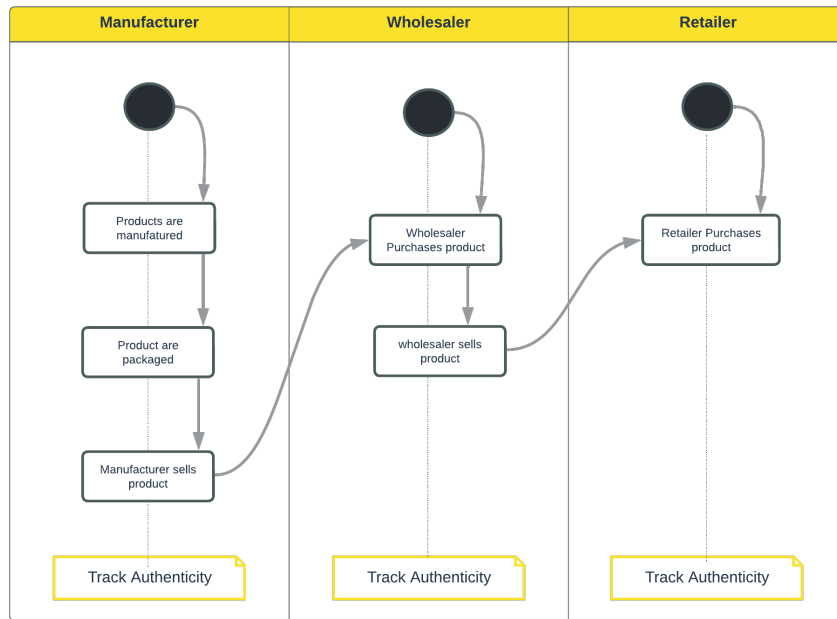 Manufacturer
Wholesaler
Retailer
Products are
manufatured
Wholesaler
Purchases product
Retailer Purchases
product
Product are
packaged
wholesaler sells
product
Manufacturer sells
product
Track Authenticity
Track Authenticity
Track Authenticity